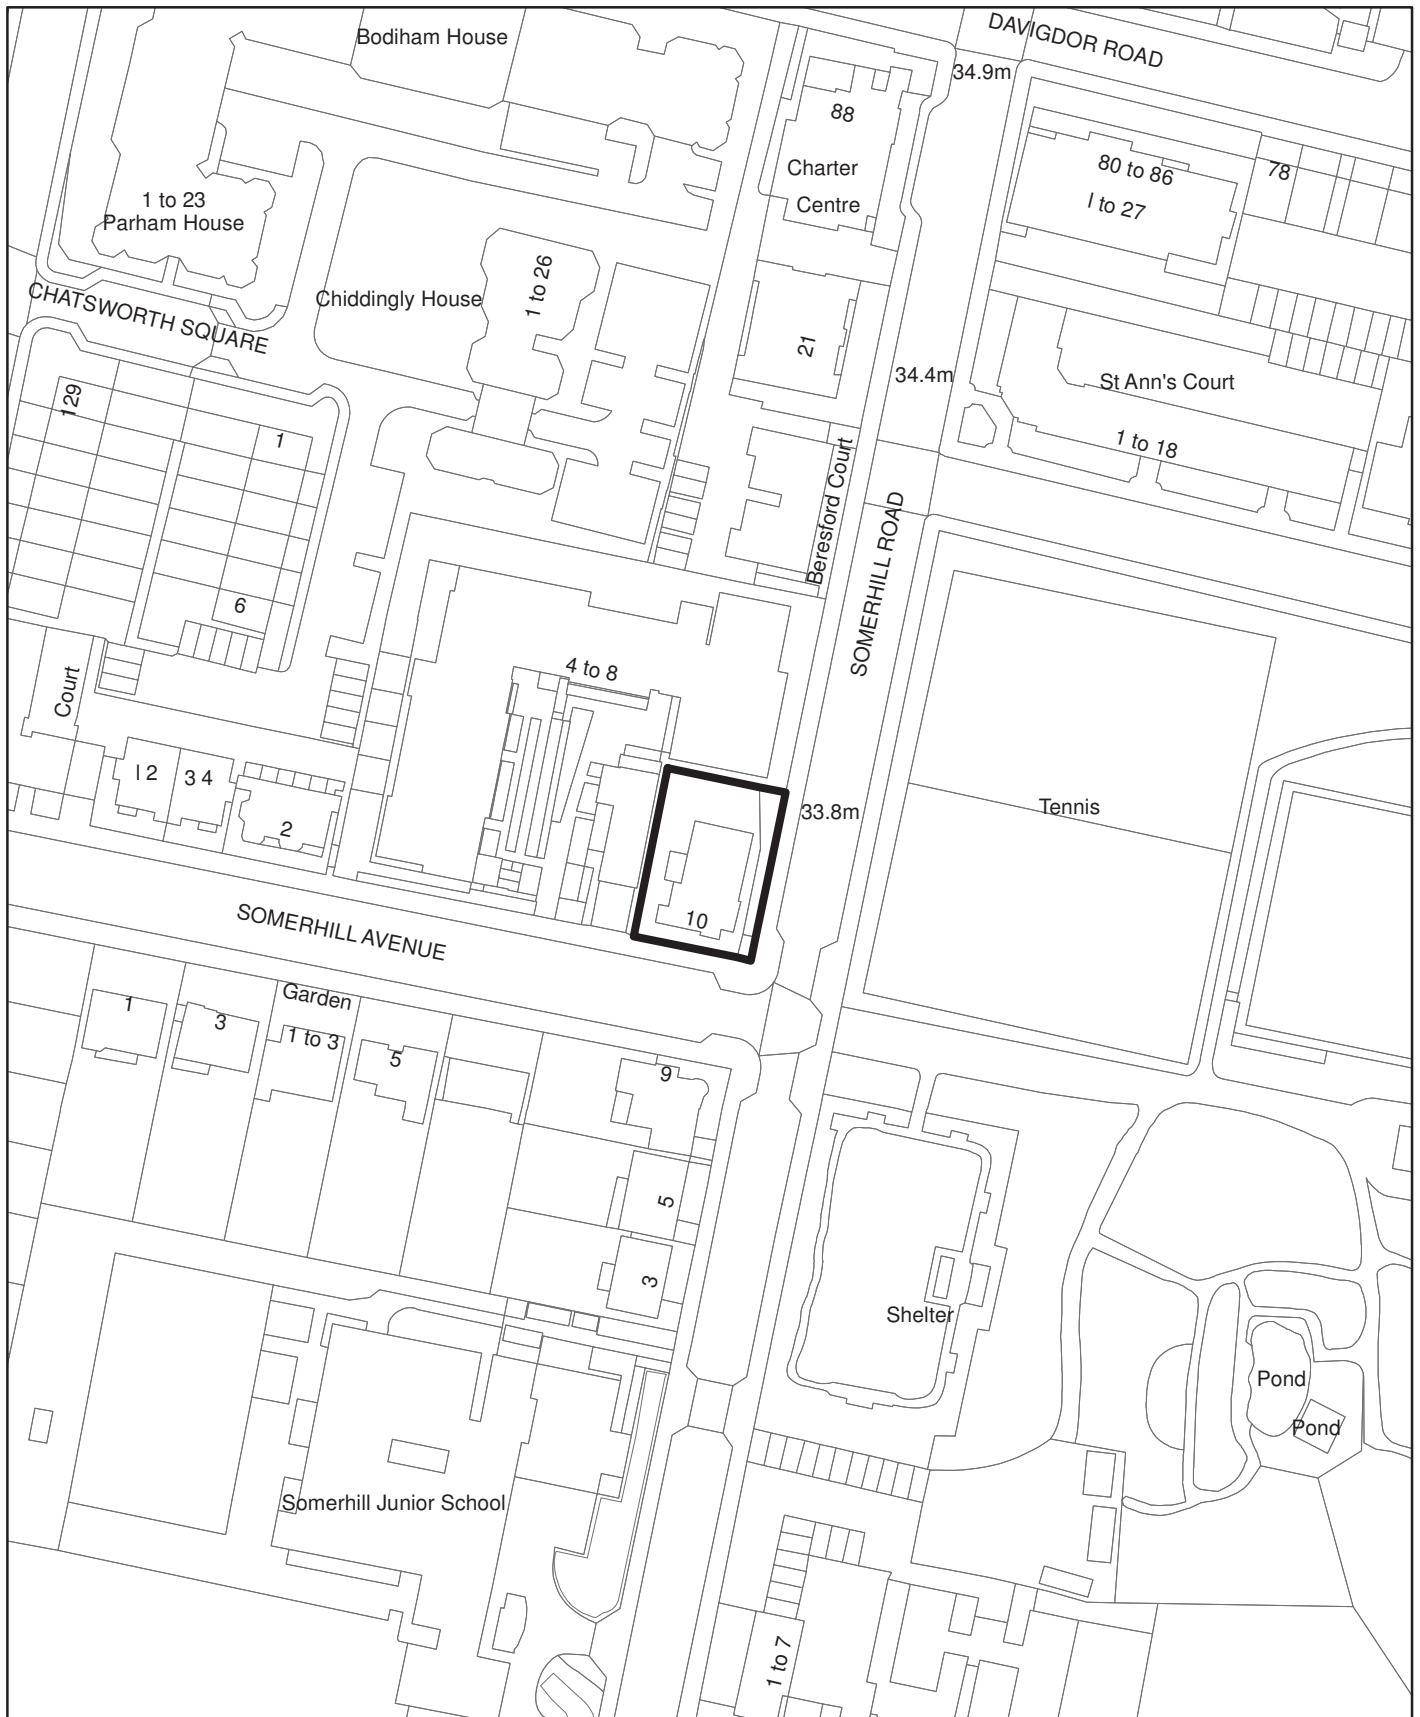 DAVIGDOR ROAD
Bodiham House
34.9m
88
Charter
Centre
80 to 86
I to 27
78
1 to 23
Parham House
CHATSWORTH SQUARE
Chiddingly House
1 to 26
21
34.4m
St Ann's Court
1 to 18
129
1
Beresford Court
SOMERHILL ROAD
6
Court
4 to 8
I 2
3 4
2
33.8m
Tennis
10
SOMERHILL AVENUE
Garden
1
3
1 to 3
5
9
5
3
Shelter
Pond
Pond
Somerhill Junior School
1 to 7